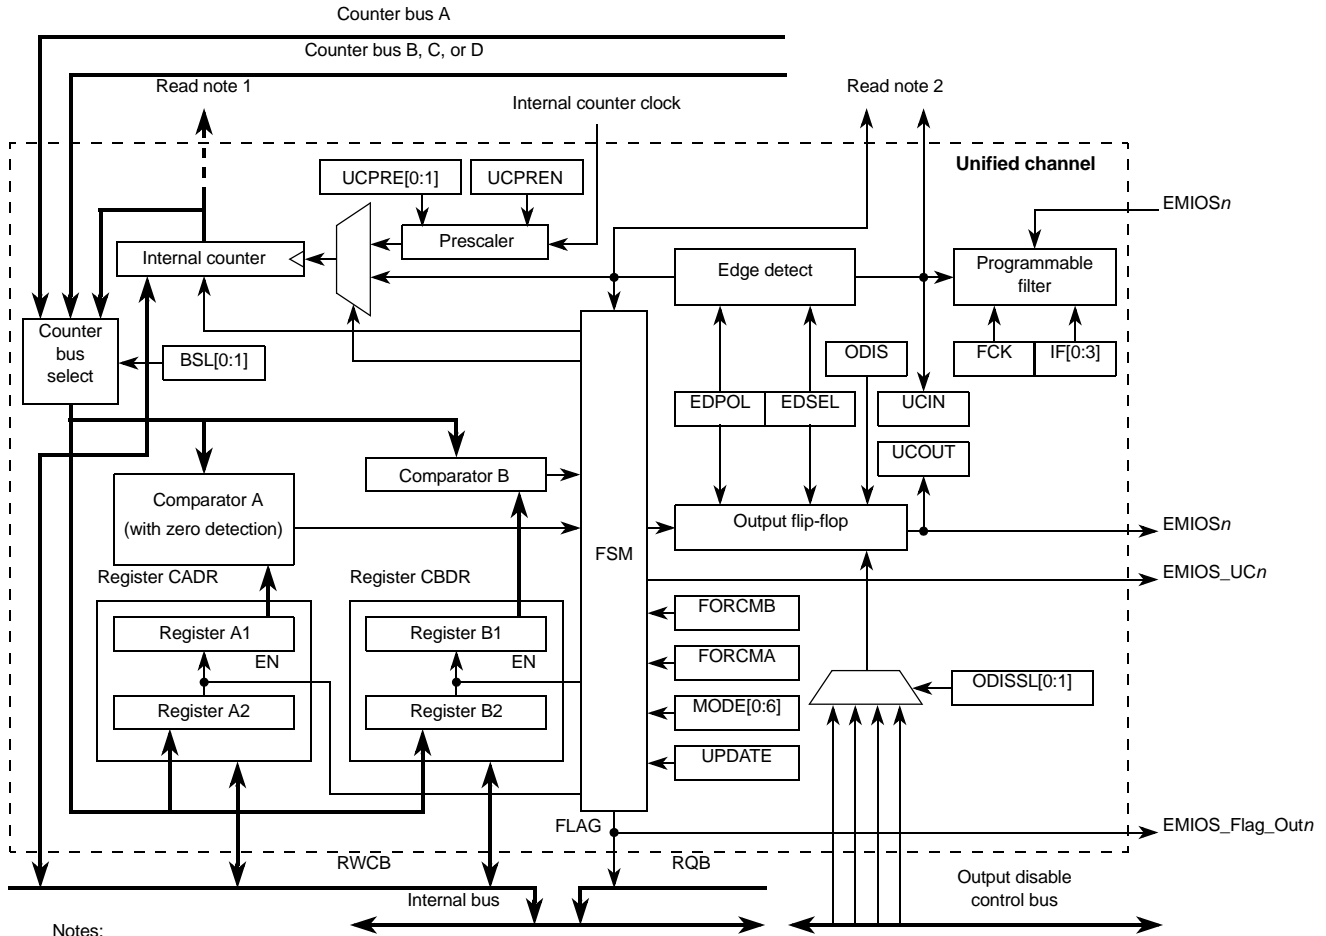 Counter bus A
Counter bus B, C, or D
Read note 1
Internal counter clock
Read note 2
Unified channel
UCPRE[0:1]
UCPREN
EMIOSn
Prescaler
Internal counter
Edge detect
Programmable
filter
Counter
bus
select
BSL[0:1]
ODIS
FCK
IF[0:3]
EDPOL
EDSEL
UCIN
UCOUT
Comparator B
Comparator A
(with zero detection)
Output flip-flop
EMIOSn
FSM
Register CADR
Register CBDR
EMIOS_UCn
FORCMB
Register A1
Register B1
EN
EN
FORCMA
ODISSL[0:1]
Register A2
Register B2
MODE[0:6]
UPDATE
FLAG
EMIOS_Flag_Outn
RWCB
RQB
Output disable
control bus
Internal bus
Notes: